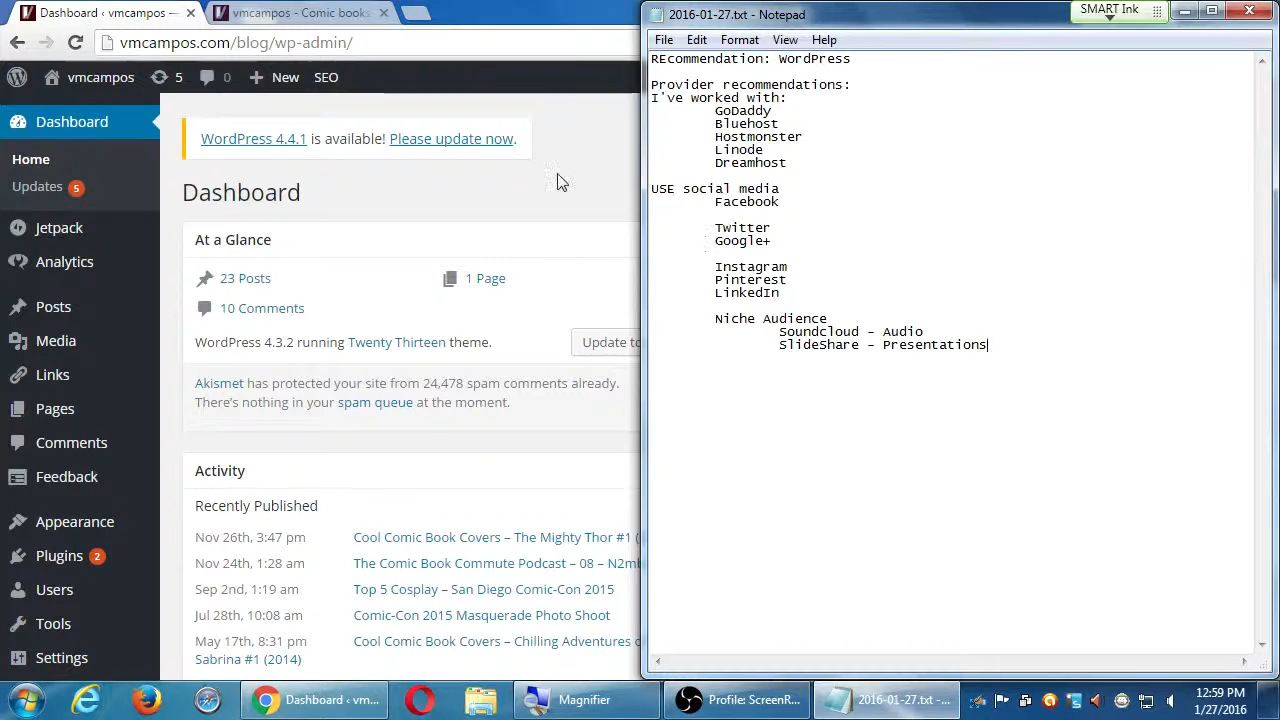 Dashboard ‹ vmcampos —
vmcampos - Comic books
vmcampos.com/blog/wp-admin/
vmcampos 5 0 New SEO
Dashboard
Home
Updates 5
Jetpack
Analytics
Posts
Media
Links
Pages
Comments
Feedback
Appearance
Plugins 2
Users
Tools
Settings
WordPress 4.4.1 is available! Please update now.
Dashboard
At a Glance
23 Posts 1 Page
10 Comments
WordPress 4.3.2 running Twenty Thirteen theme. Update to
Akismet has protected your site from 24,478 spam comments already.
There's nothing in your spam queue at the moment.
Activity
Recently Published
Nov 26th, 3:47 pm Cool Comic Book Covers – The Mighty Thor #1 (
Nov 24th, 1:28 am The Comic Book Commute Podcast – 08 – N2mb
Sep 2nd, 1:19 am Top 5 Cosplay – San Diego Comic-Con 2015
Jul 28th, 10:08 am Comic-Con 2015 Masquerade Photo Shoot
May 17th, 8:31 pm Cool Comic Book Covers – Chilling Adventures o
Sabrina #1 (2014)
2016-01-27.txt - Notepad
SMART Ink
File Edit Format View Help
REcommendation: WordPress
Provider recommendations:
I've worked with:
GoDaddy
Bluehost
Hostmonster
Linode
Dreamhost
USE social media
Facebook
Twitter
Google+
Instagram
Pinterest
LinkedIn
Niche Audience
Soundcloud - Audio
SlideShare - Presentations
Dashboard ‹ vm...
Magnifier
Profile: ScreenR...
2016-01-27.txt -...
12:59 PM
1/27/2016